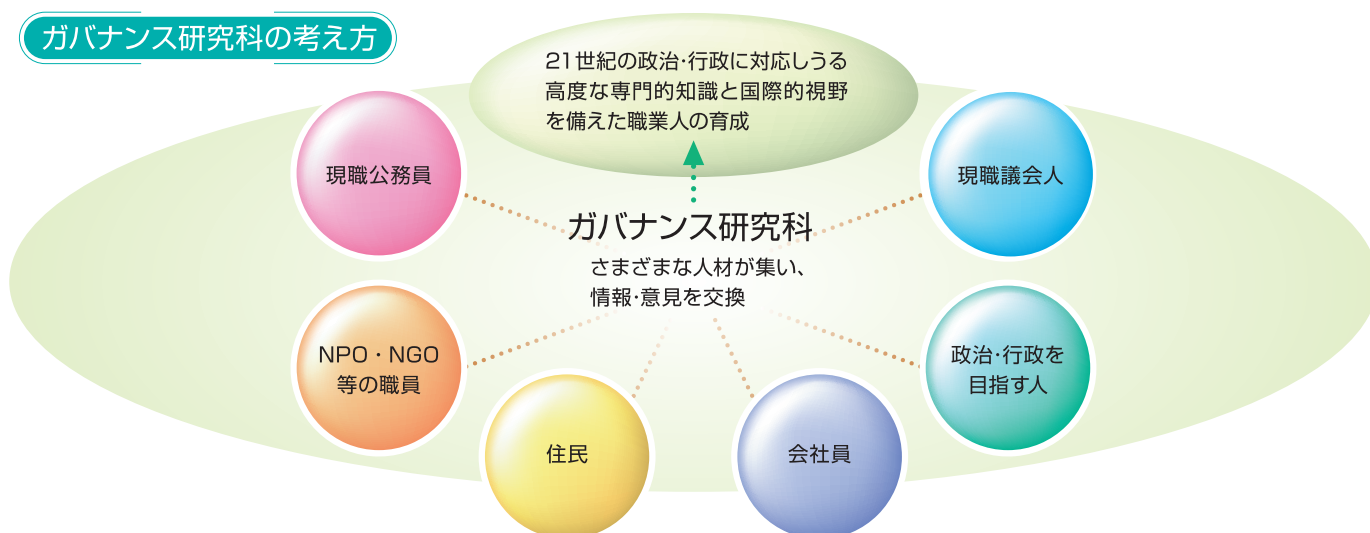 ガバナンス研究科の考え方
21世紀の政治・行政に対応しうる
高度な専門的知識と国際的視野
を備えた職業人の育成
現職公務員
現職議会人
ガバナンス研究科
さまざまな人材が集い、
情報・意見を交換
NPO・NGO
等の職員
政治・行政を
目指す人
住民
会社員